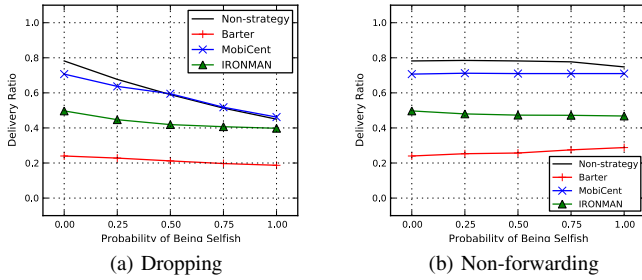 1.0
0.8
0.6
0.4
0.2
0.0
Delivery Ratio
Non-strategy
Barter
MobiCent
IRONMAN
0.00 0.25 0.50 0.75 1.00
Probability of Being Selfish
(a) Dropping
1.0
0.8
0.6
0.4
0.2
0.0
Delivery Ratio
Non-strategy
Barter
MobiCent
IRONMAN
0.00 0.25 0.50 0.75 1.00
Probability of Being Selfish
(b) Non-forwarding